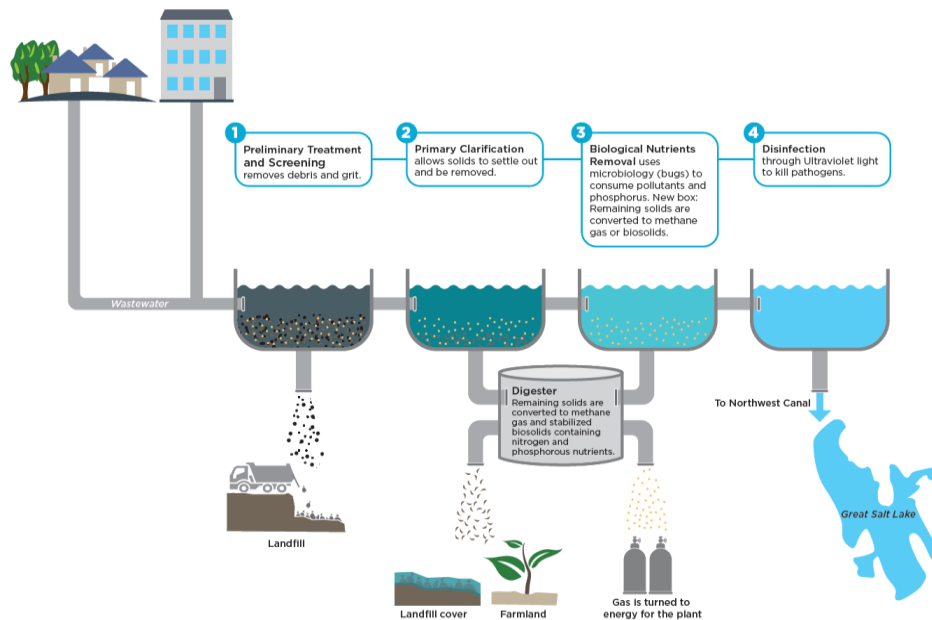 1
Preliminary Treatment
and Screening
removes debris and grit.
2
Primary Clarification
allows solids to settle out
and be removed.
3
Biological Nutrients
Removal uses
microbiology (bugs) to
consume pollutants and
phosphorus. New box:
Remaining solids are
converted to methane
gas or biosolids.
4
Disinfection
through Ultraviolet light
to kill pathogens.
Wastewater
Digester
Remaining solids are
converted to methane
gas and stabilized
biosolids containing
nitrogen and
phosphorous nutrients.
To Northwest Canal
Great Salt Lake
Landfill
Landfill cover
Farmland
Gas is turned to
energy for the plant